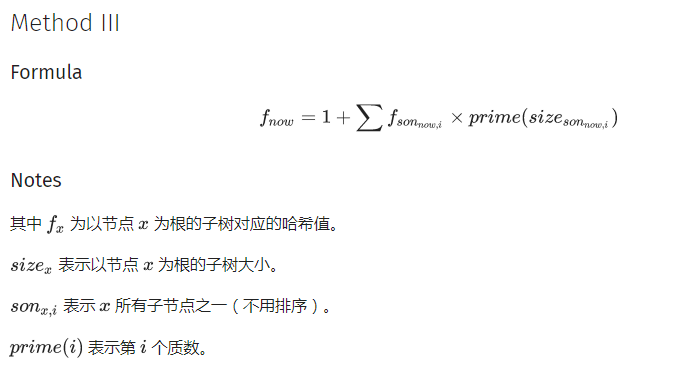 Method III
Formula
f_{now} = 1 + ∑ f_{son_{now,i}} × prime(size_{son_{now,i}})
Notes
其中 f_x 为以节点 x 为根的子树对应的哈希值。
size_x 表示以节点 x 为根的子树大小。
son_{x,i} 表示 x 所有子节点之一（不用排序）。
prime(i) 表示第 i 个质数。